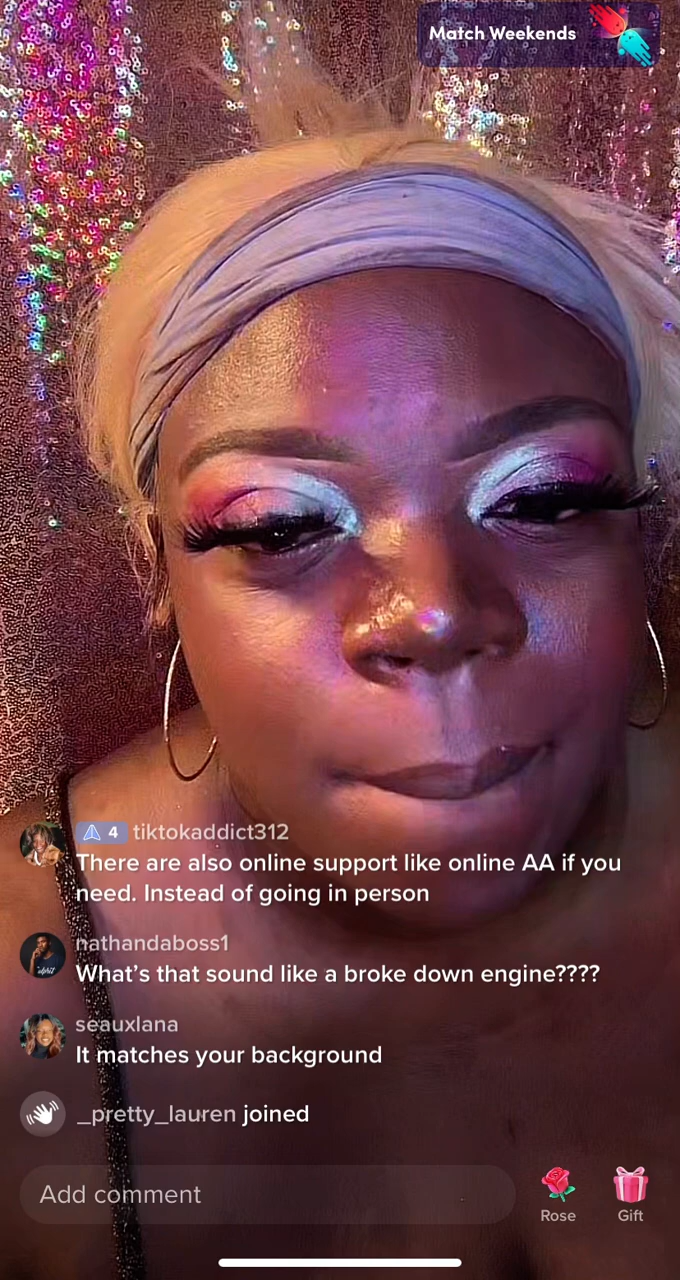 Match Weekends
4 tiktokaddict312
There are also online support like online AA if you
need. Instead of going in person
nathandaboss1
What's that sound like a broke down engine????
seauxlana
It matches your background
_pretty_lauren joined
Add comment
Rose
Gift